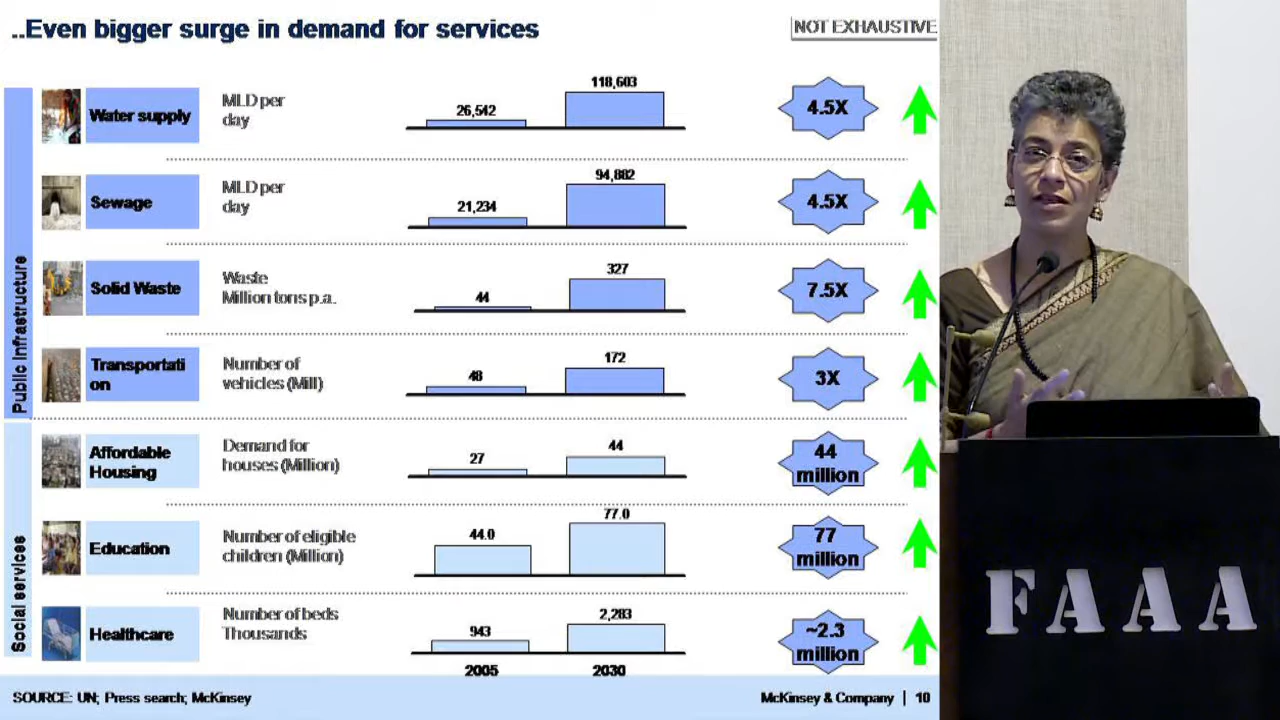 ..Even bigger surge in demand for services
NOT EXHAUSTIVE
Public Infrastructure
Water supply
MLD per
day
26,542
118,603
4.5X
Sewage
MLD per
day
21,234
94,882
4.5X
Solid Waste
Waste
Million tons p.a.
44
327
7.5X
Transportati
on
Number of
vehicles (Mill)
48
172
3X
Social services
Affordable
Housing
Demand for
houses (Million)
27
44
44
million
Education
Number of eligible
children (Million)
44.0
77.0
77
million
Healthcare
Number of beds
Thousands
943
2,283
~2.3
million
2005
2030
SOURCE: UN; Press search; McKinsey
McKinsey & Company | 10
FAAA